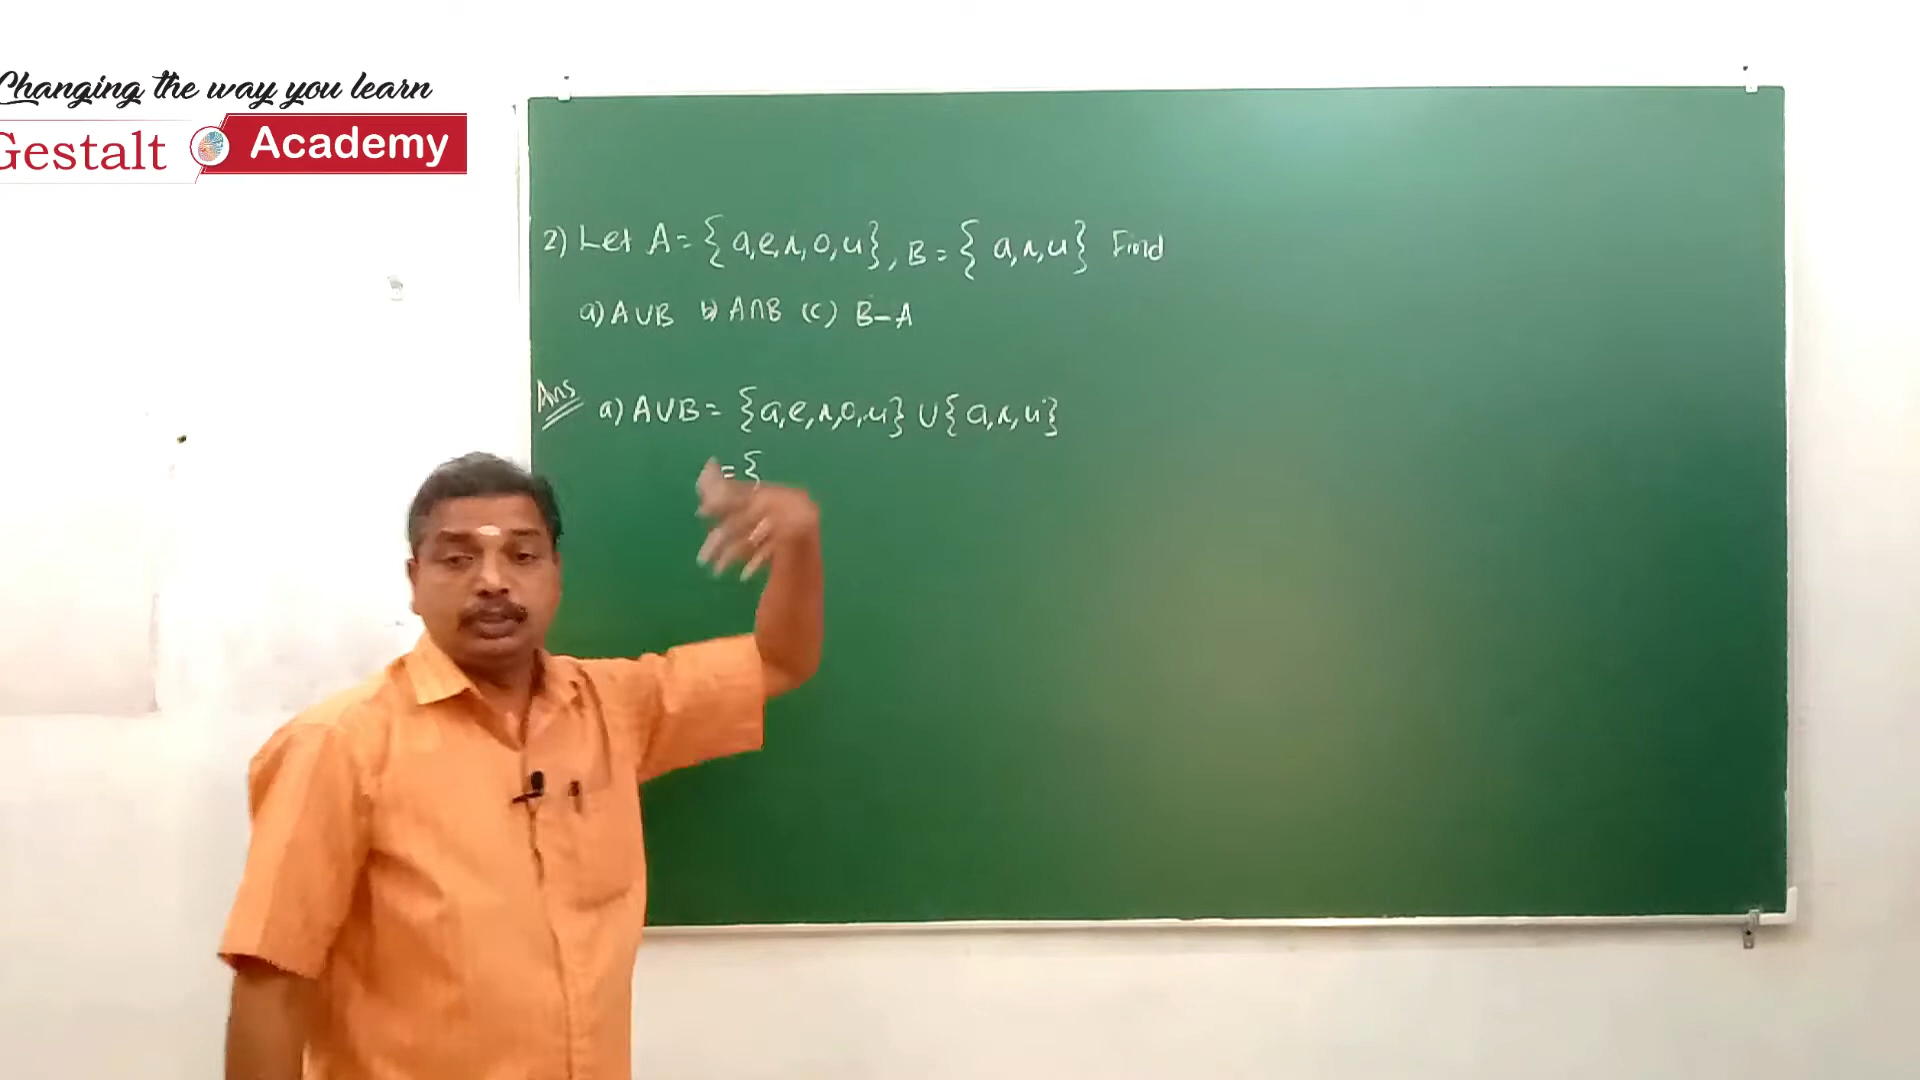 Changing the way you learn
Gestalt Academy
2) Let A = {a,e,i,o,u}, B = {a,i,u} Find
a) A∪B b) A∩B (c) B−A
Ans a) A∪B = {a,e,i,o,u} ∪ {a,i,u}
= {